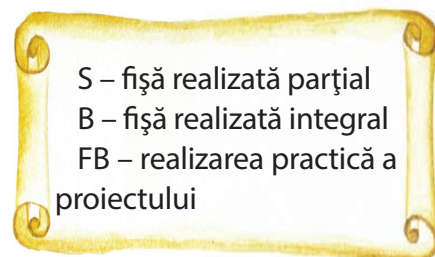 S – fişă realizată parţial
B – fişă realizată integral
FB – realizarea practică a
proiectului